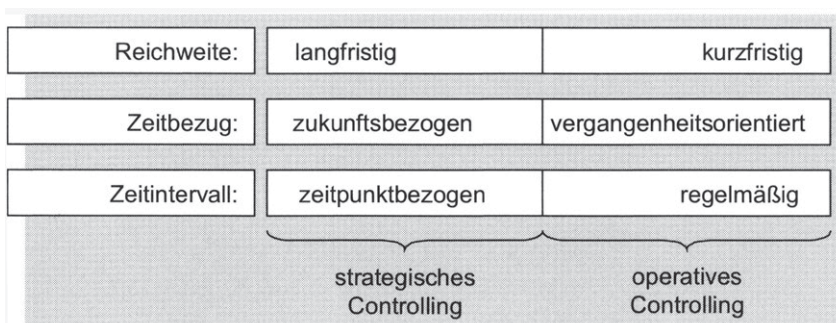 Reichweite: langfristig kurzfristig
Zeitbezug: zukunftsbezogen vergangenheitsorientiert
Zeitintervall: zeitpunktbezogen regelmäßig
strategisches operatives
Controlling Controlling